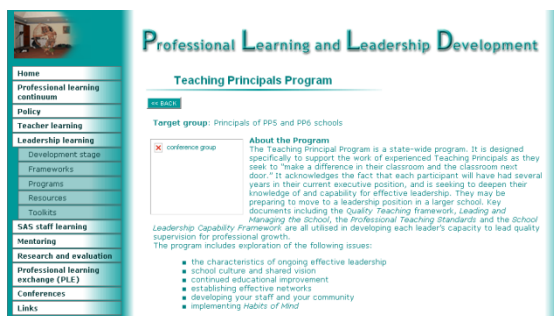 Professional Learning and Leadership Development
Home
Professional learning
continuum
Policy
Teacher learning
Leadership learning
Development stage
Frameworks
Programs
Resources
Toolkits
SAS staff learning
Mentoring
Research and evaluation
Professional learning
exchange (PLE)
Conferences
Links
Teaching Principals Program
<< BACK
Target group: Principals of PP5 and PP6 schools
conference group
About the Program
The Teaching Principal Program is a state-wide program. It is designed
specifically to support the work of experienced Teaching Principals as they
seek to "make a difference in their classroom and the classroom next
door." It acknowledges the fact that each participant will have had several
years in their current executive position, and is seeking to deepen their
knowledge of and capability for effective leadership. They may be
preparing to move to a leadership position in a larger school. Key
documents including the Quality Teaching framework, Leading and
Managing the School, the Professional Teaching Standards and the School
Leadership Capability Framework are all utilised in developing each leader's capacity to lead quality
supervision for professional growth.
The program includes exploration of the following issues:
the characteristics of ongoing effective leadership
school culture and shared vision
continued educational improvement
establishing effective networks
developing your staff and your community
implementing Habits of Mind